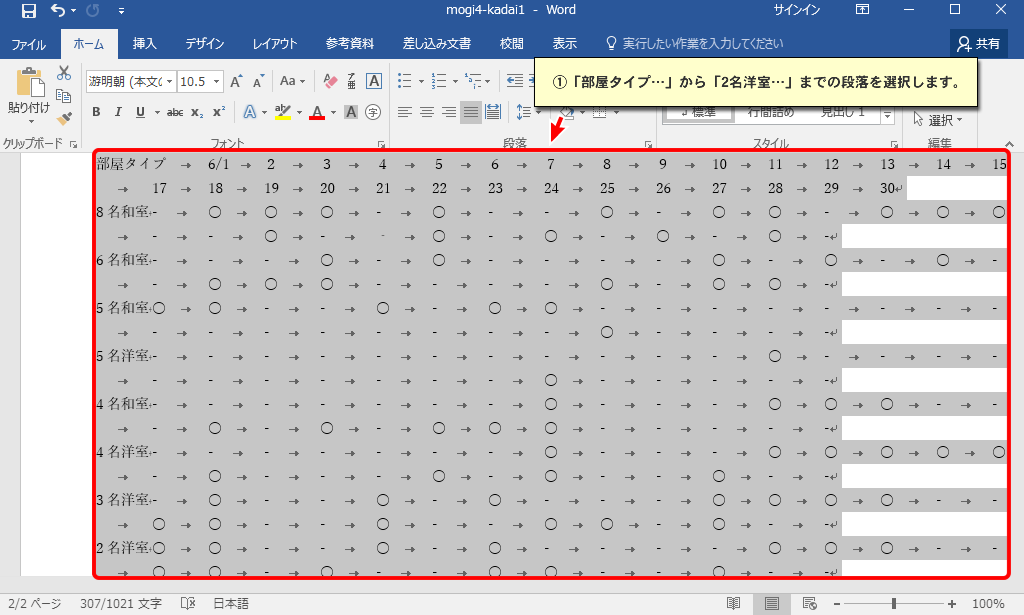 mogi4-kadai1 - Word
サインイン
ファイル ホーム 挿入 デザイン レイアウト 参考資料 差し込み文書 校閲 表示 実行したい作業を入力してください 共有
①「部屋タイプ…」から「2名洋室…」までの段落を選択します。
貼り付け 游明朝 (本文の 10.5 Aa
B I U abc x₂ x² A 字 標準 行間詰め 見出し 1 選択
クリップボード フォント 段落 スタイル 編集
部屋タイプ → 6/1 → 2 → 3 → 4 → 5 → 6 → 7 → 8 → 9 → 10 → 11 → 12 → 13 → 14 → 15
→ 17 → 18 → 19 → 20 → 21 → 22 → 23 → 24 → 25 → 26 → 27 → 28 → 29 → 30↵
8 名和室 - → ○ → ○ → ○ → - → ○ → - → - → ○ → - → ○ → ○ → - → ○ → ○ → ○
→ - → - → ○ → - → - → ○ → - → ○ → - → ○ → - → ○ → -↵
6 名和室 - → - → - → ○ → - → ○ → - → - → - → - → ○ → - → ○ → - → ○ → -
→ - → ○ → ○ → ○ → - → - → - → - → ○ → - → ○ → ○ → -↵
5 名和室 ○ → ○ → - → - → ○ → - → ○ → ○ → - → - → - → - → - → - → - → -
→ - → - → - → - → - → - → - → - → ○ → - → - → - → -↵
5 名洋室 - → - → - → - → - → - → - → - → - → - → - → ○ → - → - → - → -
→ - → - → - → - → - → - → - → ○ → - → - → - → - → -↵
4 名和室 - → - → - → - → - → - → - → ○ → - → - → - → ○ → ○ → ○ → - → -
→ - → ○ → - → ○ → - → ○ → ○ → ○ → - → - → ○ → - → -↵
4 名洋室 - → - → - → - → - → - → - → ○ → - → - → - → ○ → ○ → ○ → ○ → ○
→ - → ○ → - → - → - → ○ → - → ○ → - → - → ○ → - → -↵
3 名洋室 - → ○ → - → - → ○ → - → ○ → - → - → - → ○ → ○ → ○ → ○ → - → -
→ ○ → ○ → - → - → ○ → - → - → ○ → ○ → - → ○ → - → -↵
2 名洋室 ○ → ○ → - → - → ○ → - → ○ → - → - → - → - → ○ → ○ → ○ → - → -
→ ○ → ○ → - → ○ → - → - → ○ → ○ → - → - → ○ → - → -↵
2/2 ページ 307/1021 文字 日本語 100%